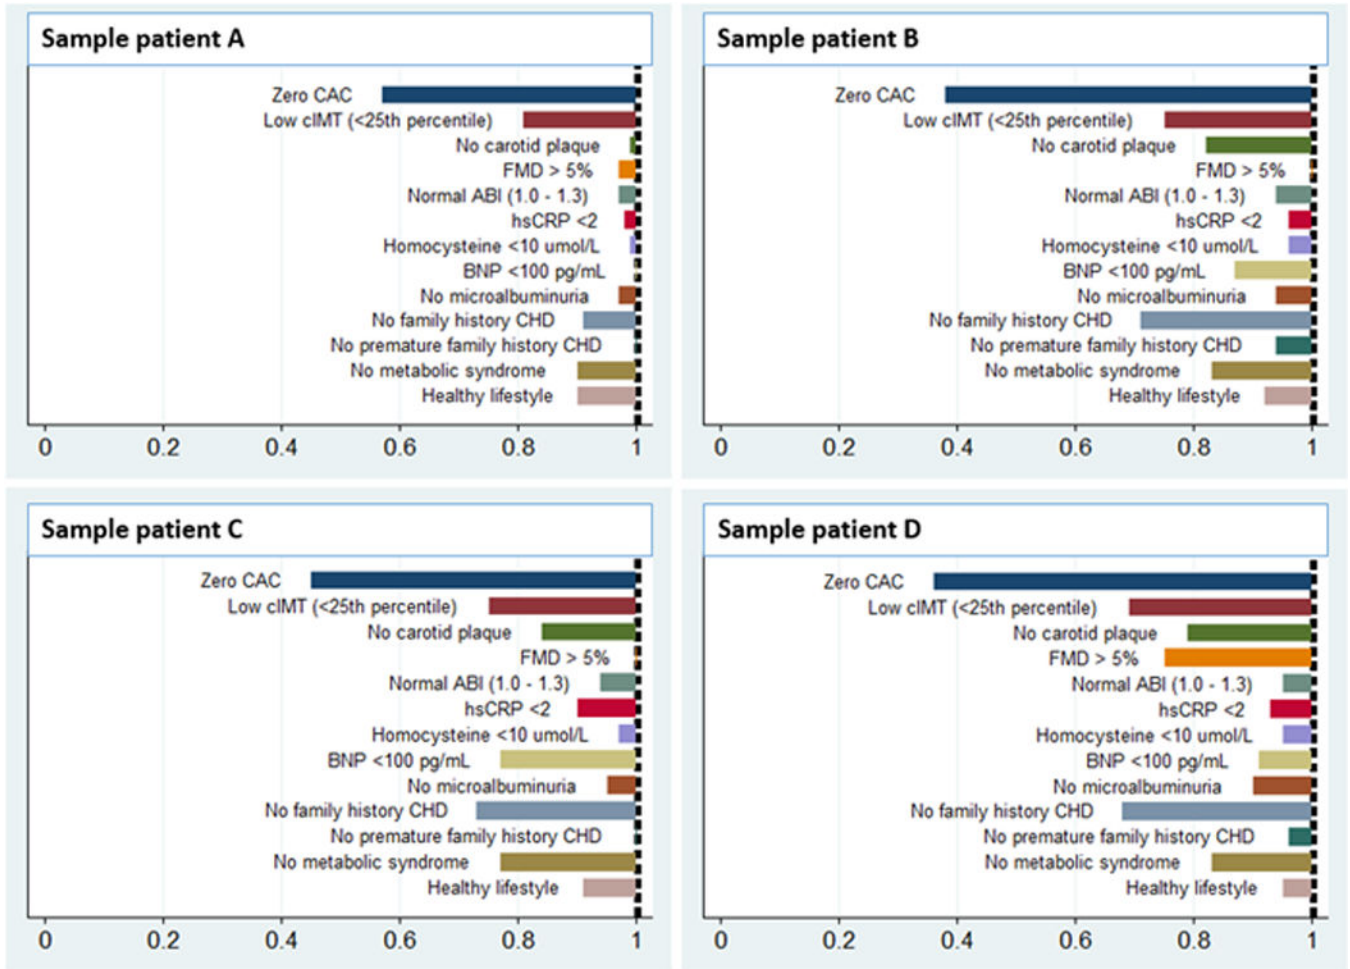 Sample patient A
Zero CAC
Low cIMT (<25th percentile)
No carotid plaque
FMD > 5%
Normal ABI (1.0 - 1.3)
hsCRP <2
Homocysteine <10 umol/L
BNP <100 pg/mL
No microalbuminuria
No family history CHD
No premature family history CHD
No metabolic syndrome
Healthy lifestyle
0 0.2 0.4 0.6 0.8 1
Sample patient B
Zero CAC
Low cIMT (<25th percentile)
No carotid plaque
FMD > 5%
Normal ABI (1.0 - 1.3)
hsCRP <2
Homocysteine <10 umol/L
BNP <100 pg/mL
No microalbuminuria
No family history CHD
No premature family history CHD
No metabolic syndrome
Healthy lifestyle
0 0.2 0.4 0.6 0.8 1
Sample patient C
Zero CAC
Low cIMT (<25th percentile)
No carotid plaque
FMD > 5%
Normal ABI (1.0 - 1.3)
hsCRP <2
Homocysteine <10 umol/L
BNP <100 pg/mL
No microalbuminuria
No family history CHD
No premature family history CHD
No metabolic syndrome
Healthy lifestyle
0 0.2 0.4 0.6 0.8 1
Sample patient D
Zero CAC
Low cIMT (<25th percentile)
No carotid plaque
FMD > 5%
Normal ABI (1.0 - 1.3)
hsCRP <2
Homocysteine <10 umol/L
BNP <100 pg/mL
No microalbuminuria
No family history CHD
No premature family history CHD
No metabolic syndrome
Healthy lifestyle
0 0.2 0.4 0.6 0.8 1